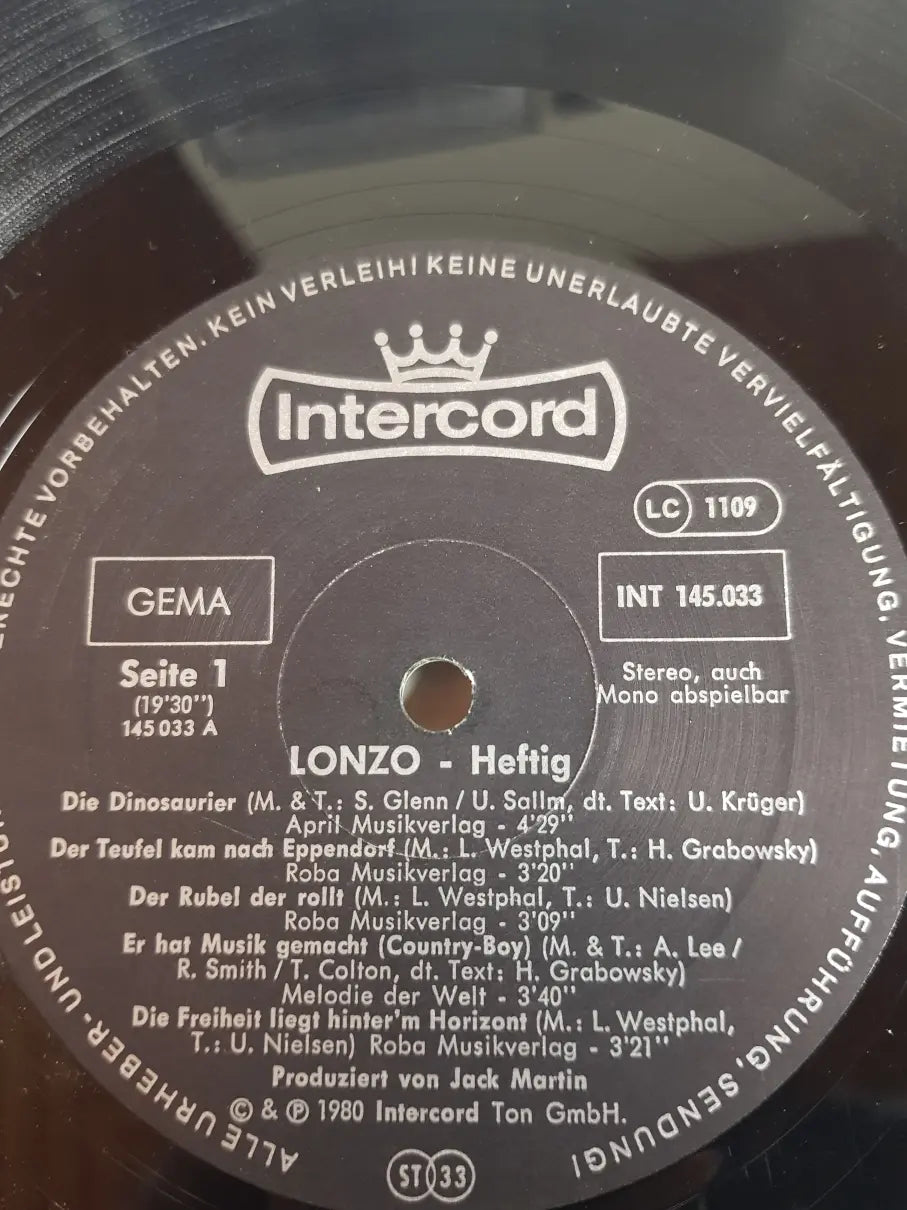 ALLE URHEBER- UND LEISTUNGSSCHUTZRECHTE VORBEHALTEN. KEIN VERLEIH! KEINE UNERLAUBTE VERVIELFÄLTIGUNG, VERMIETUNG, AUFFÜHRUNG, SENDUNG!
Intercord
LC 1109
GEMA
INT 145.033
Seite 1
(19'30'')
145 033 A
Stereo, auch
Mono abspielbar
LONZO - Heftig
Die Dinosaurier (M. & T.: S. Glenn / U. Sallm, dt. Text: U. Krüger)
April Musikverlag - 4'29''
Der Teufel kam nach Eppendorf (M.: L. Westphal, T.: H. Grabowsky)
Roba Musikverlag - 3'20''
Der Rubel der rollt (M.: L. Westphal, T.: U. Nielsen)
Roba Musikverlag - 3'09''
Er hat Musik gemacht (Country-Boy) (M. & T.: A. Lee /
R. Smith / T. Colton, dt. Text: H. Grabowsky)
Melodie der Welt - 3'40''
Die Freiheit liegt hinter'm Horizont (M.: L. Westphal,
T.: U. Nielsen) Roba Musikverlag - 3'21''
Produziert von Jack Martin
© & ℗ 1980 Intercord Ton GmbH.
ST 33